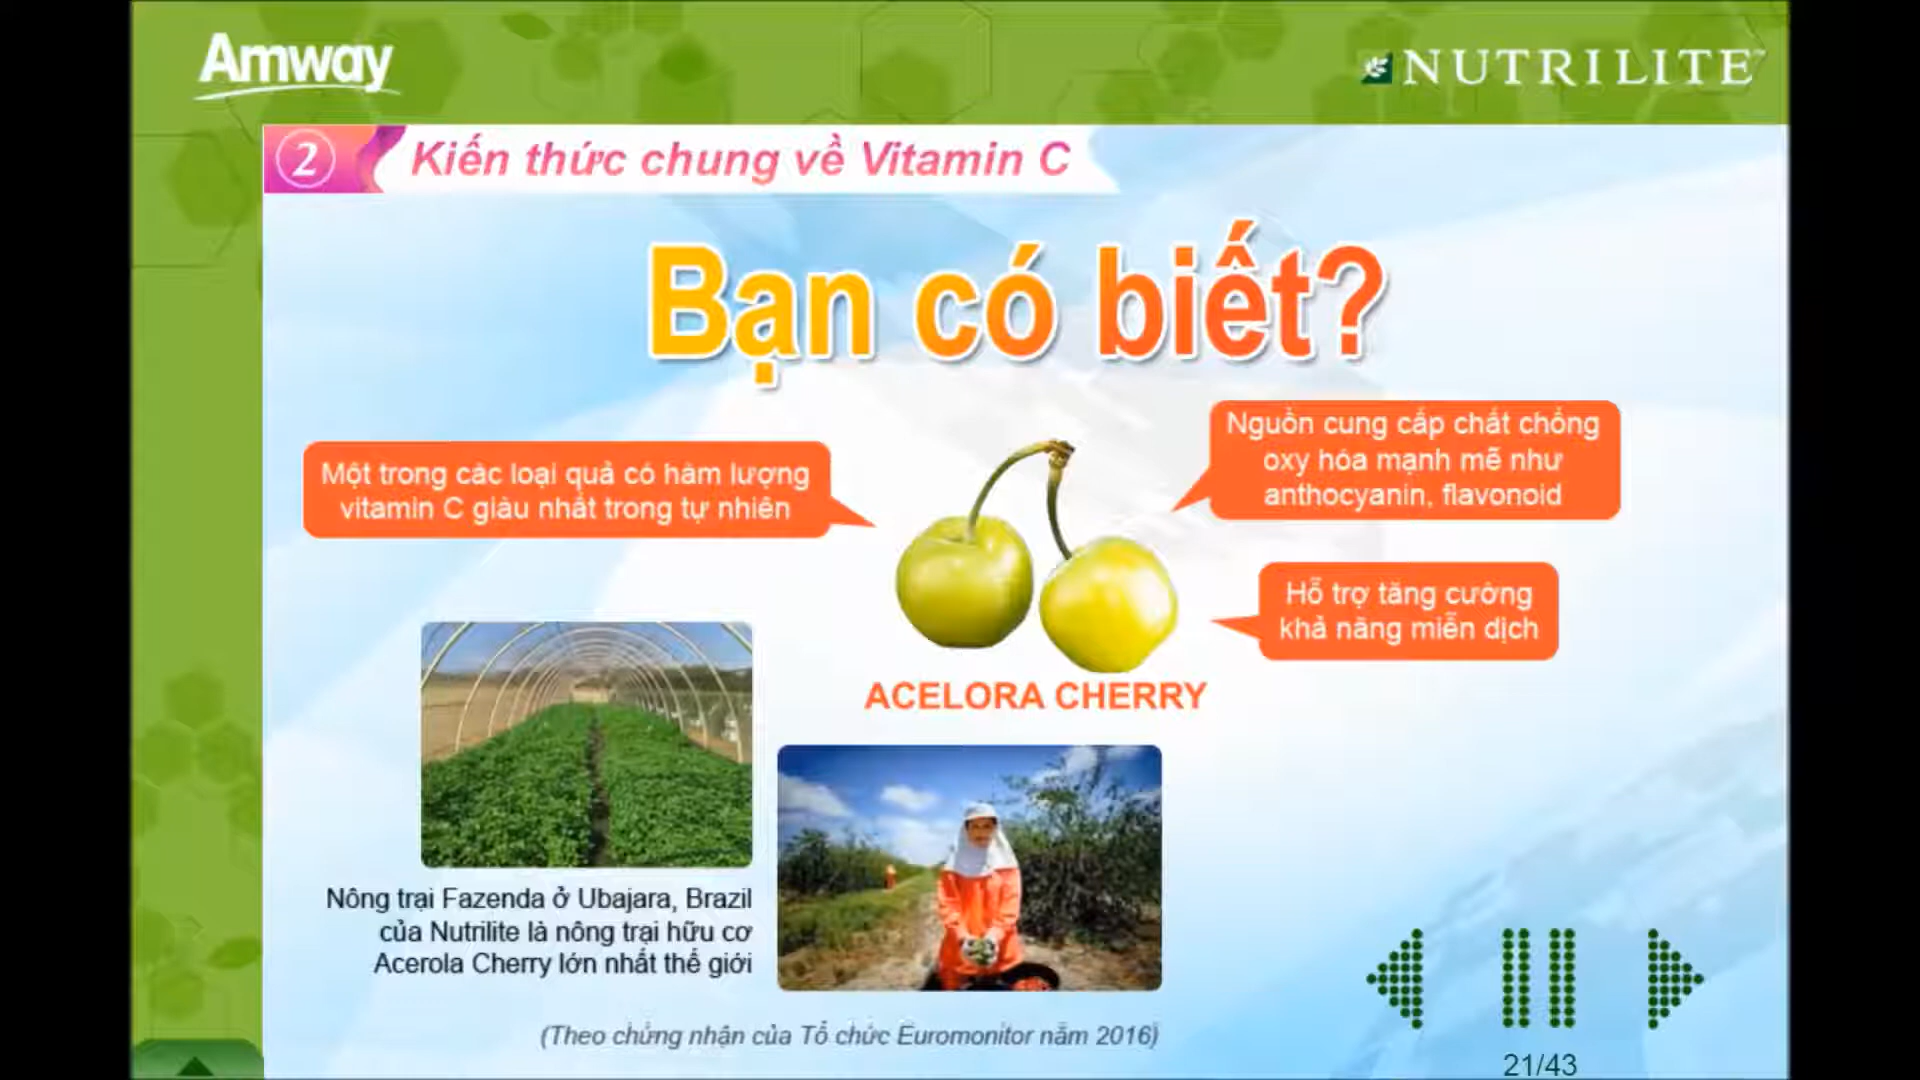 Amway
NUTRILITE™
2
Kiến thức chung về Vitamin C
Bạn có biết?
Một trong các loại quả có hàm lượng
vitamin C giàu nhất trong tự nhiên
Nguồn cung cấp chất chống
oxy hóa mạnh mẽ như
anthocyanin, flavonoid
Hỗ trợ tăng cường
khả năng miễn dịch
ACELORA CHERRY
Nông trại Fazenda ở Ubajara, Brazil
của Nutrilite là nông trại hữu cơ
Acerola Cherry lớn nhất thế giới
(Theo chứng nhận của Tổ chức Euromonitor năm 2016)
21/43